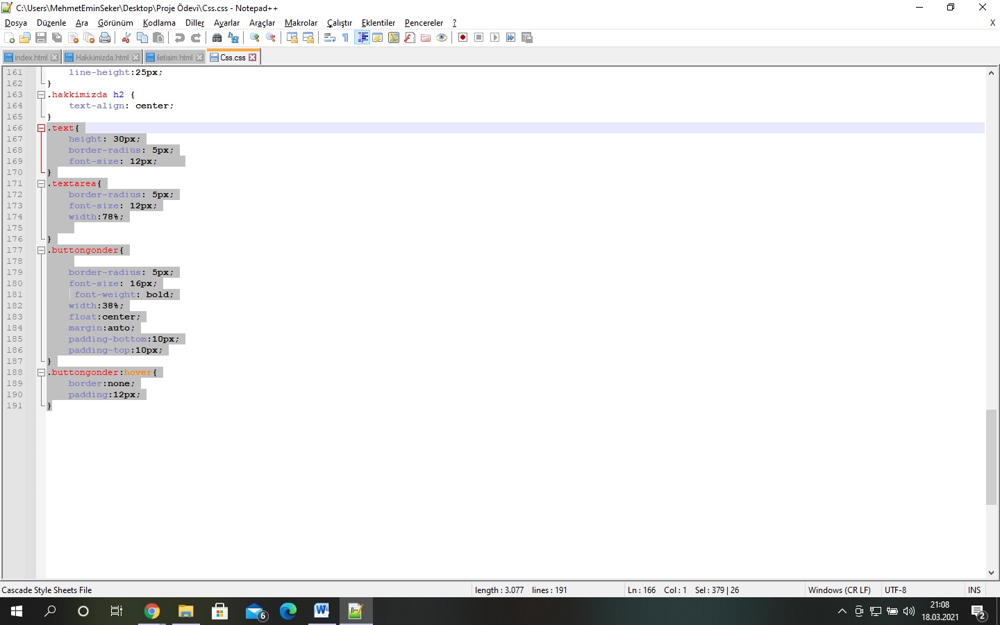 C:\Users\MehmetEminSeker\Desktop\Proje Ödevi\Css.css - Notepad++
Dosya Düzenle Ara Görünüm Kodlama Diller Ayarlar Araçlar Makrolar Çalıştır Eklentiler Pencereler ? X
index.html Hakkimizda.html iletisim.html Css.css
161 line-height:25px;
162 }
163 .hakkimizda h2 {
164 text-align: center;
165 }
166 .text{
167 height: 30px;
168 border-radius: 5px;
169 font-size: 12px;
170 }
171 .textarea{
172 border-radius: 5px;
173 font-size: 12px;
174 width:78%;
175
176 }
177 .buttongonder{
178
179 border-radius: 5px;
180 font-size: 16px;
181 font-weight: bold;
182 width:38%;
183 float:center;
184 margin:auto;
185 padding-bottom:10px;
186 padding-top:10px;
187 }
188 .buttongonder:hover{
189 border:none;
190 padding:12px;
191 }
Cascade Style Sheets File length : 3.077 lines : 191 Ln : 166 Col : 1 Sel : 379 | 26 Windows (CR LF) UTF-8 INS
6
21:08
18.03.2021
2